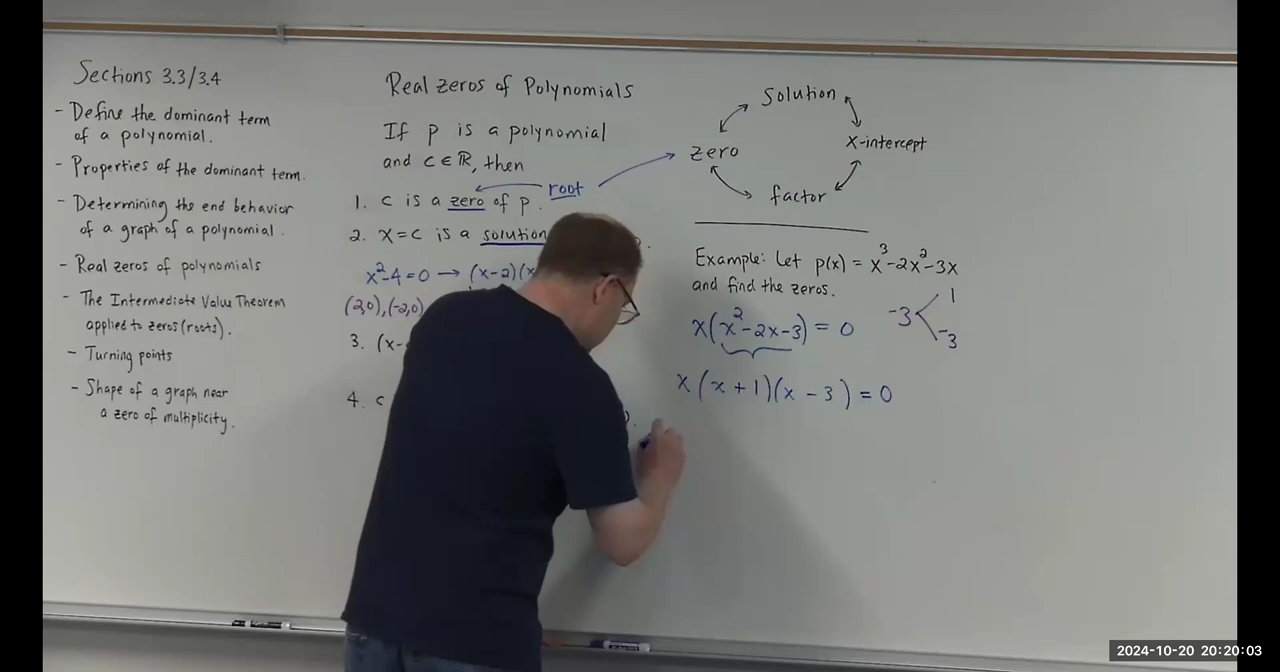 Sections 3.3/3.4
- Define the dominant term
of a polynomial.
- Properties of the dominant term.
- Determining the end behavior
of a graph of a polynomial.
- Real zeros of polynomials
- The Intermediate Value Theorem
applied to zeros (roots).
- Turning points
- Shape of a graph near
a zero of multiplicity.
Real zeros of Polynomials
If p is a polynomial
and c ∈ ℝ, then
root
1. c is a zero of p.
2. x=c is a solution
x²-4=0 → (x-2)(x
(2,0),(-2,0)
3. (x-
4. c
solution
zero
x-intercept
factor
Example: Let p(x) = x³-2x²-3x
and find the zeros.
x(x²-2x-3) = 0
-3 < 1
-3
x(x+1)(x-3) = 0
2024-10-20 20:20:03